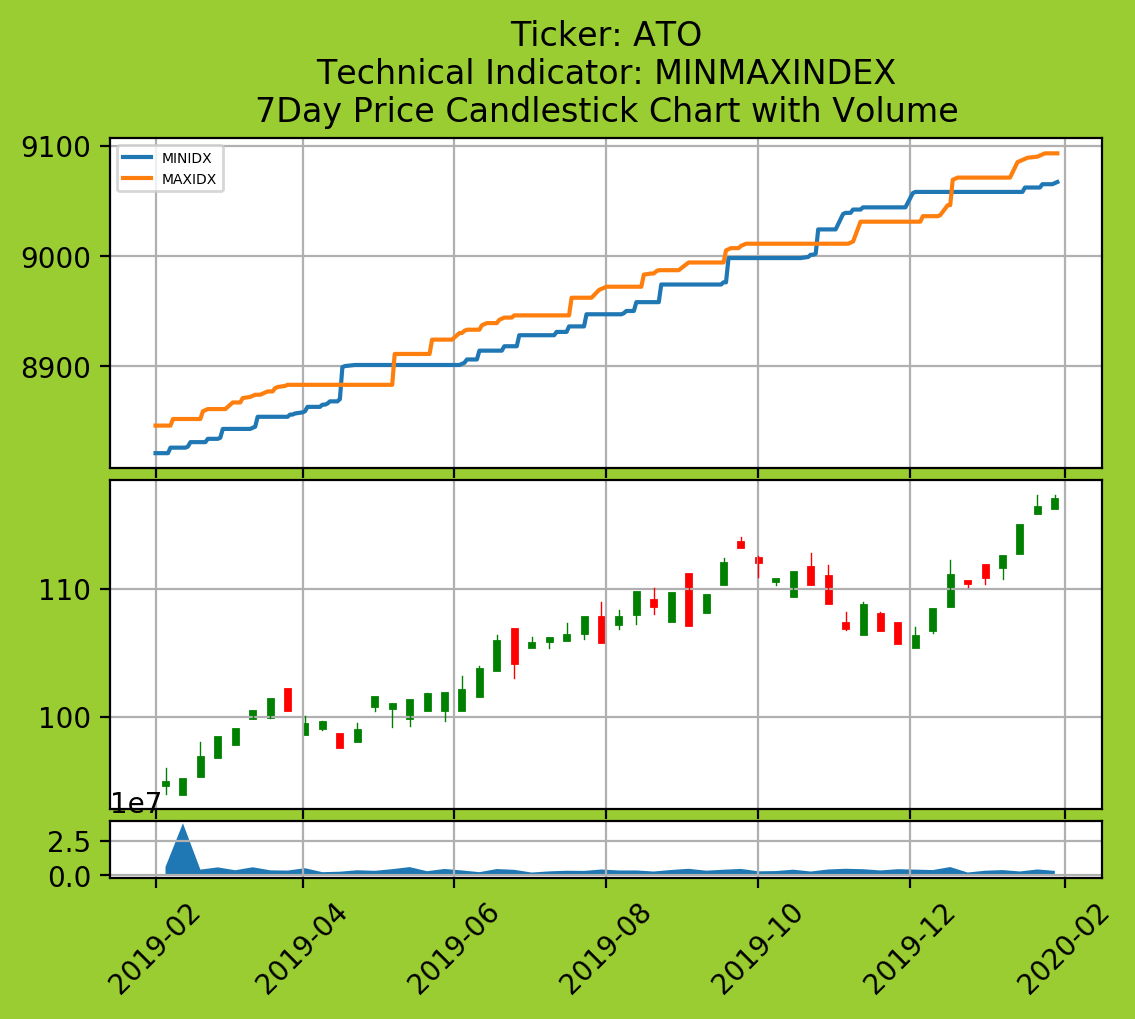 Ticker: ATO
Technical Indicator: MINMAXINDEX
7Day Price Candlestick Chart with Volume
9100
9000
8900
MINIDX
MAXIDX
110
100
1e7
2.5
0.0
2019-02
2019-04
2019-06
2019-08
2019-10
2019-12
2020-02